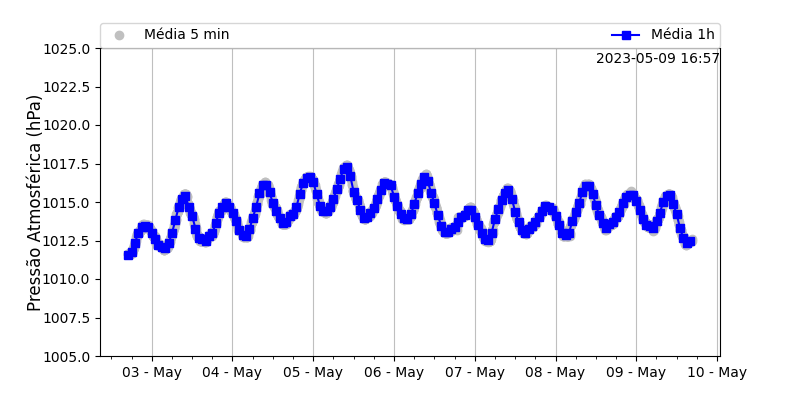 Média 5 min
Média 1h
2023-05-09 16:57
Pressão Atmosférica (hPa)
1025.0
1022.5
1020.0
1017.5
1015.0
1012.5
1010.0
1007.5
1005.0
03 - May
04 - May
05 - May
06 - May
07 - May
08 - May
09 - May
10 - May